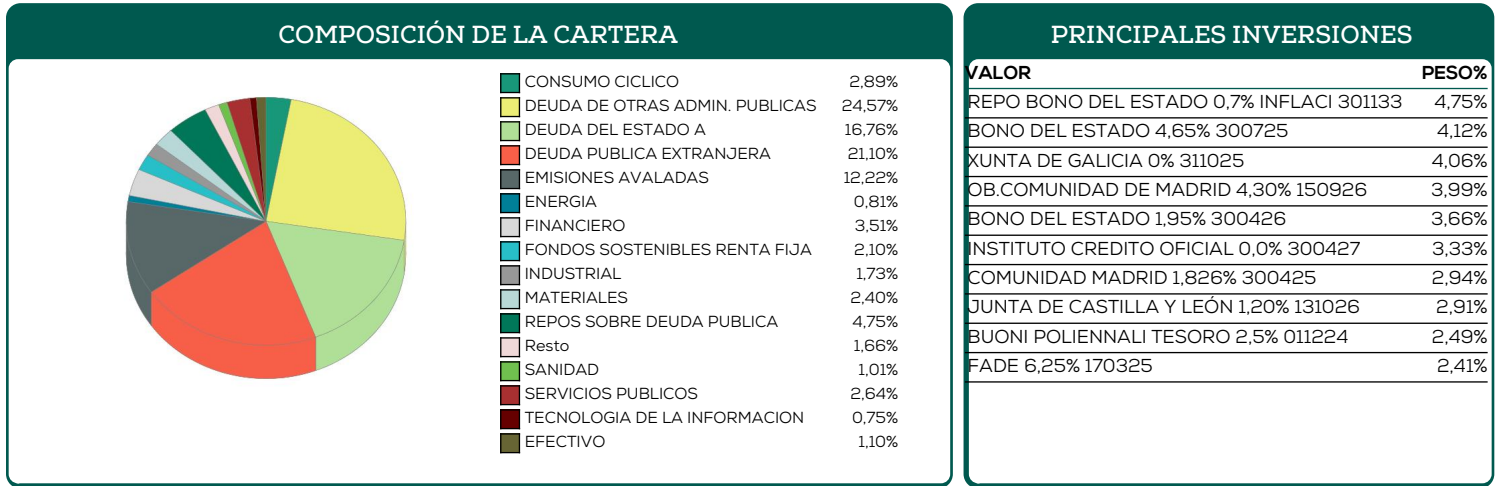 COMPOSICIÓN DE LA CARTERA
CONSUMO CICLICO 2,89%
DEUDA DE OTRAS ADMIN. PUBLICAS 24,57%
DEUDA DEL ESTADO A 16,76%
DEUDA PUBLICA EXTRANJERA 21,10%
EMISIONES AVALADAS 12,22%
ENERGIA 0,81%
FINANCIERO 3,51%
FONDOS SOSTENIBLES RENTA FIJA 2,10%
INDUSTRIAL 1,73%
MATERIALES 2,40%
REPOS SOBRE DEUDA PUBLICA 4,75%
Resto 1,66%
SANIDAD 1,01%
SERVICIOS PUBLICOS 2,64%
TECNOLOGIA DE LA INFORMACION 0,75%
EFECTIVO 1,10%
PRINCIPALES INVERSIONES
VALOR PESO%
REPO BONO DEL ESTADO 0,7% INFLACI 301133 4,75%
BONO DEL ESTADO 4,65% 300725 4,12%
XUNTA DE GALICIA 0% 311025 4,06%
OB.COMUNIDAD DE MADRID 4,30% 150926 3,99%
BONO DEL ESTADO 1,95% 300426 3,66%
INSTITUTO CREDITO OFICIAL 0,0% 300427 3,33%
COMUNIDAD MADRID 1,826% 300425 2,94%
JUNTA DE CASTILLA Y LEÓN 1,20% 131026 2,91%
BUONI POLIENNALI TESORO 2,5% 011224 2,49%
FADE 6,25% 170325 2,41%